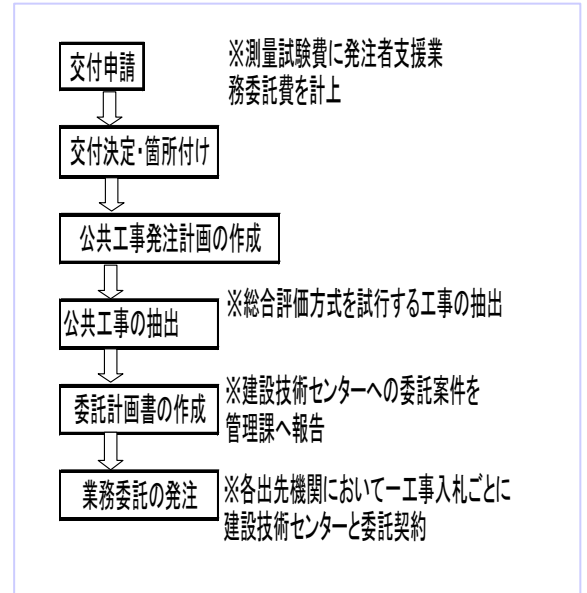 交付申請
※測量試験費に発注者支援業
務委託費を計上
交付決定・箇所付け
公共工事発注計画の作成
公共工事の抽出
※総合評価方式を試行する工事の抽出
委託計画書の作成
※建設技術センターへの委託案件を
管理課へ報告
業務委託の発注
※各出先機関において一工事入札ごとに
建設技術センターと委託契約